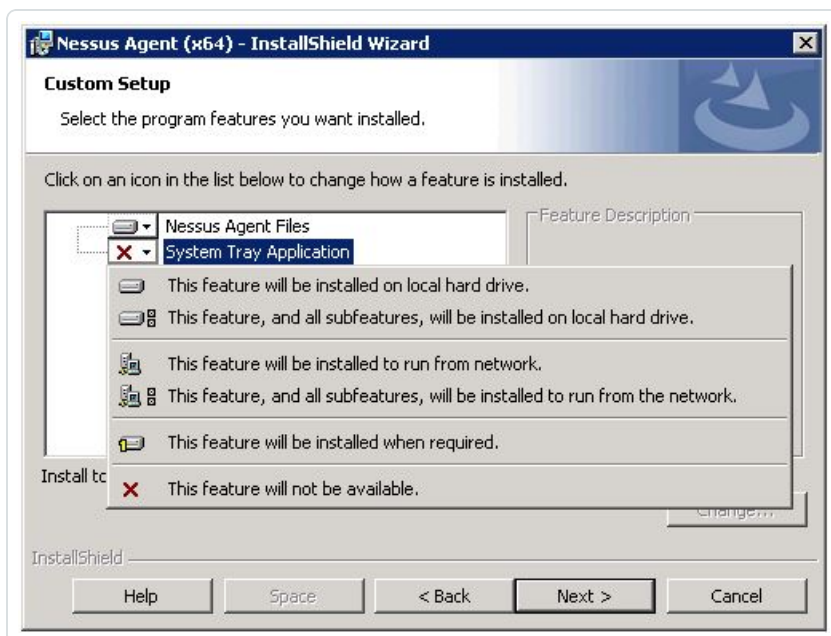 Nessus Agent (x64) - InstallShield Wizard
Custom Setup
Select the program features you want installed.
Click on an icon in the list below to change how a feature is installed.
Feature Description
Nessus Agent Files
System Tray Application
This feature will be installed on local hard drive.
This feature, and all subfeatures, will be installed on local hard drive.
This feature will be installed to run from network.
This feature, and all subfeatures, will be installed to run from the network.
This feature will be installed when required.
Install to
This feature will not be available.
Change...
InstallShield
Help
Space
< Back
Next >
Cancel